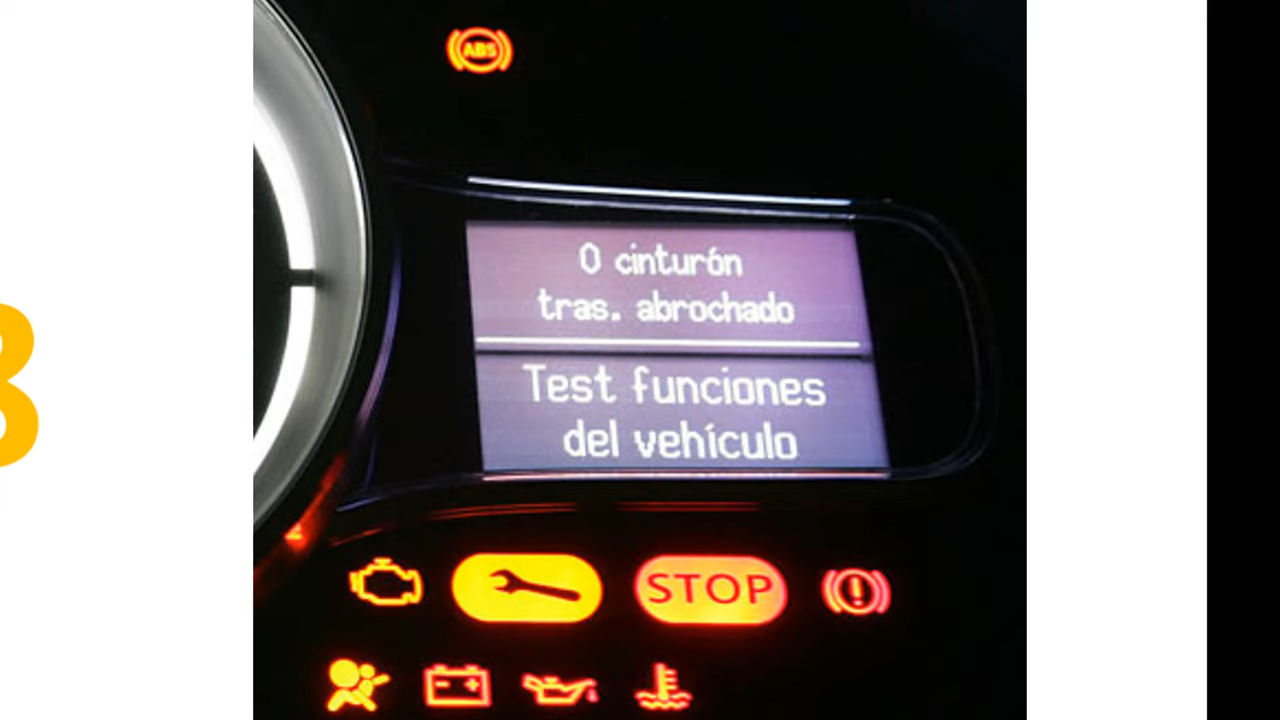 ABS
0 cinturón
tras. abrochado
Test funciones
del vehículo
STOP